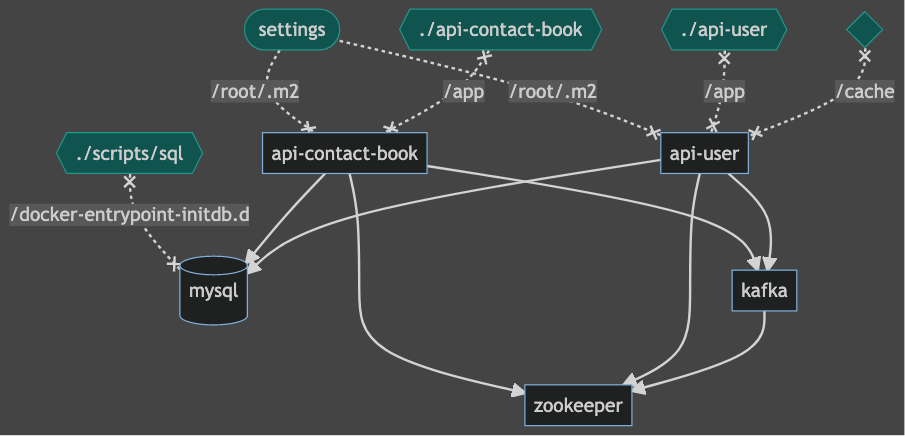 settings
./api-contact-book
./api-user
/root/.m2
/app
/root/.m2
/app
/cache
./scripts/sql
api-contact-book
api-user
/docker-entrypoint-initdb.d
mysql
kafka
zookeeper